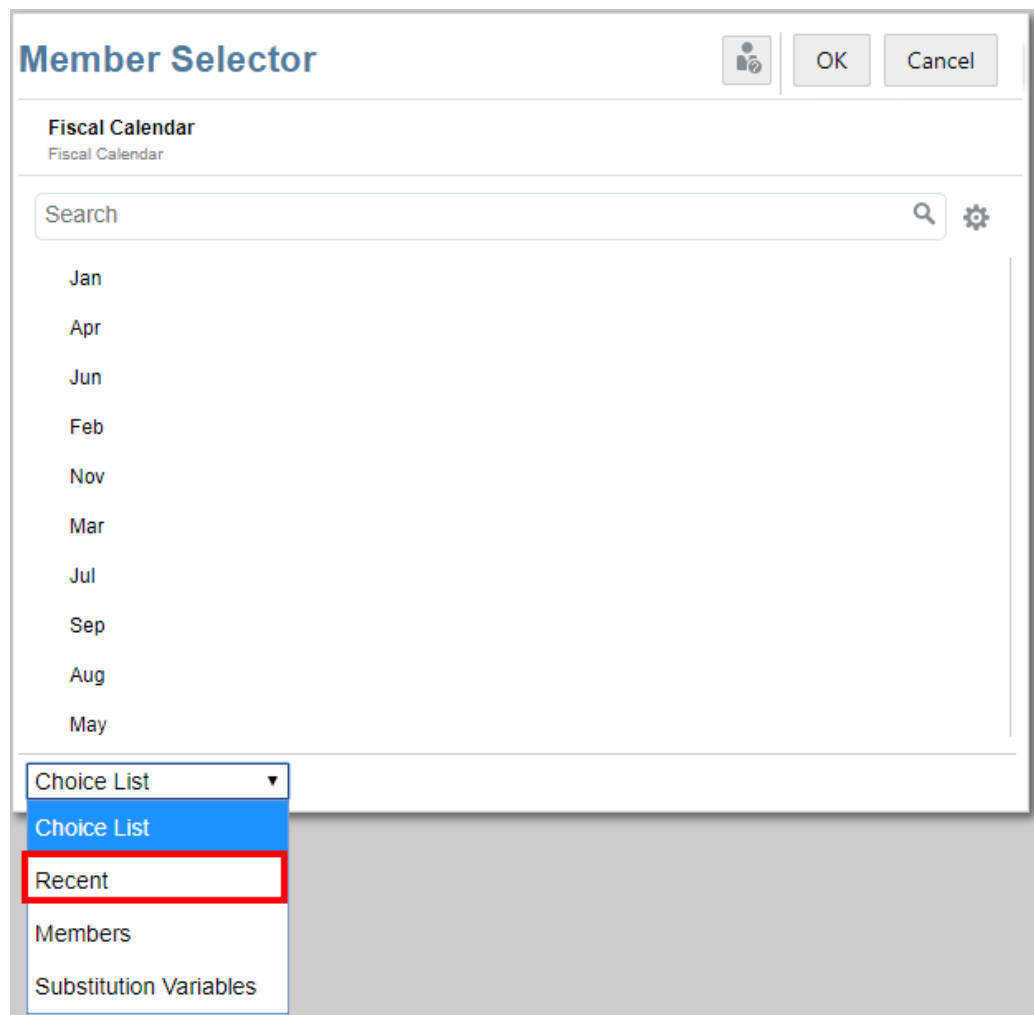 Member Selector OK Cancel
Fiscal Calendar
Fiscal Calendar
Search
Jan
Apr
Jun
Feb
Nov
Mar
Jul
Sep
Aug
May
Choice List
Choice List
Recent
Members
Substitution Variables